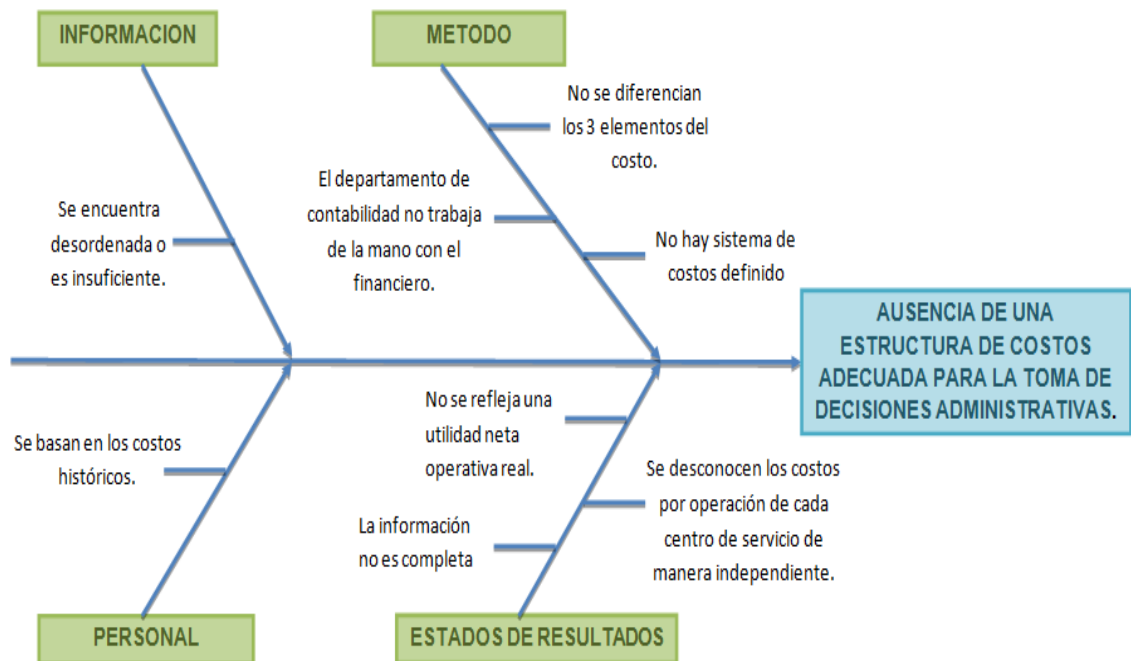 INFORMACION
METODO
No se diferencian
los 3 elementos del
costo.
El departamento de
contabilidad no trabaja
de la mano con el
financiero.
Se encuentra
desordenada o
es insuficiente.
No hay sistema de
costos definido
AUSENCIA DE UNA
ESTRUCTURA DE COSTOS
ADECUADA PARA LA TOMA DE
DECISIONES ADMINISTRATIVAS.
Se basan en los costos
históricos.
No se refleja una
utilidad neta
operativa real.
Se desconocen los costos
por operación de cada
centro de servicio de
manera independiente.
La información
no es completa
PERSONAL
ESTADOS DE RESULTADOS